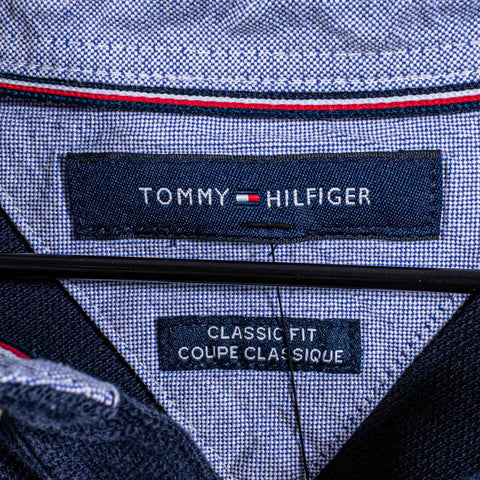 TOMMY HILFIGER
CLASSIC FIT
COUPE CLASSIQUE